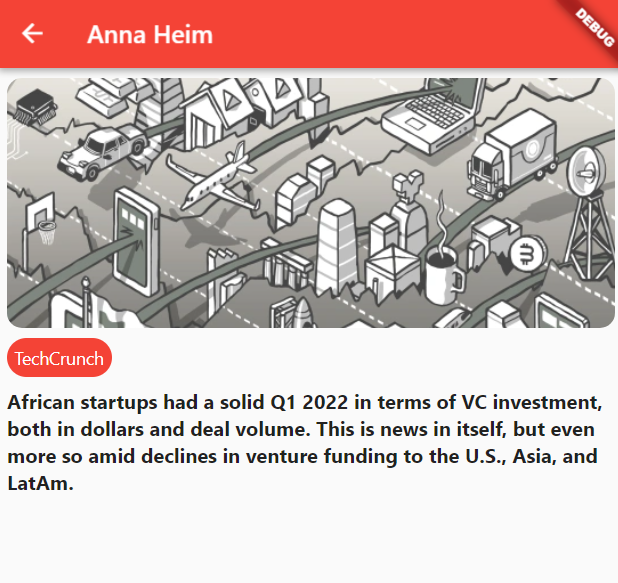 Anna Heim
DEBUG
TechCrunch
African startups had a solid Q1 2022 in terms of VC investment,
both in dollars and deal volume. This is news in itself, but even
more so amid declines in venture funding to the U.S., Asia, and
LatAm.